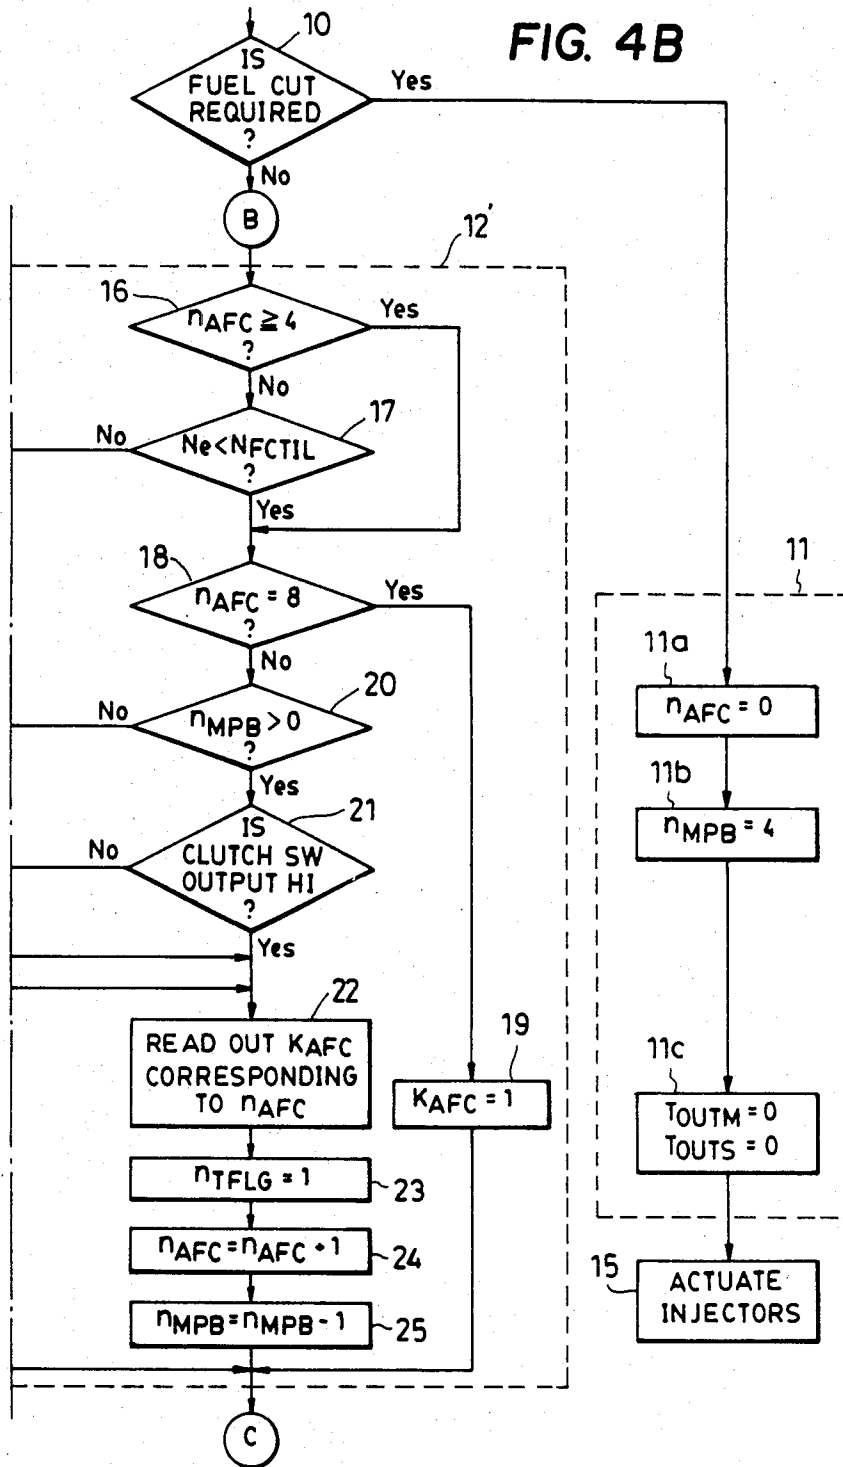 FIG. 4B
10
IS
FUEL CUT
REQUIRED
?
Yes
No
B
12'
16
nAFC ≧ 4
?
Yes
No
17
No
Ne < NFCTIL
?
Yes
18
nAFC = 8
?
Yes
No
20
No
nMPB > 0
?
Yes
21
No
IS
CLUTCH SW
OUTPUT HI
?
Yes
22
READ OUT KAFC
CORRESPONDING
TO nAFC
19
KAFC = 1
nTFLG = 1
23
nAFC = nAFC + 1
24
nMPB = nMPB - 1
25
C
11
11a
nAFC = 0
11b
nMPB = 4
11c
TOUTM = 0
TOUTS = 0
15
ACTUATE
INJECTORS